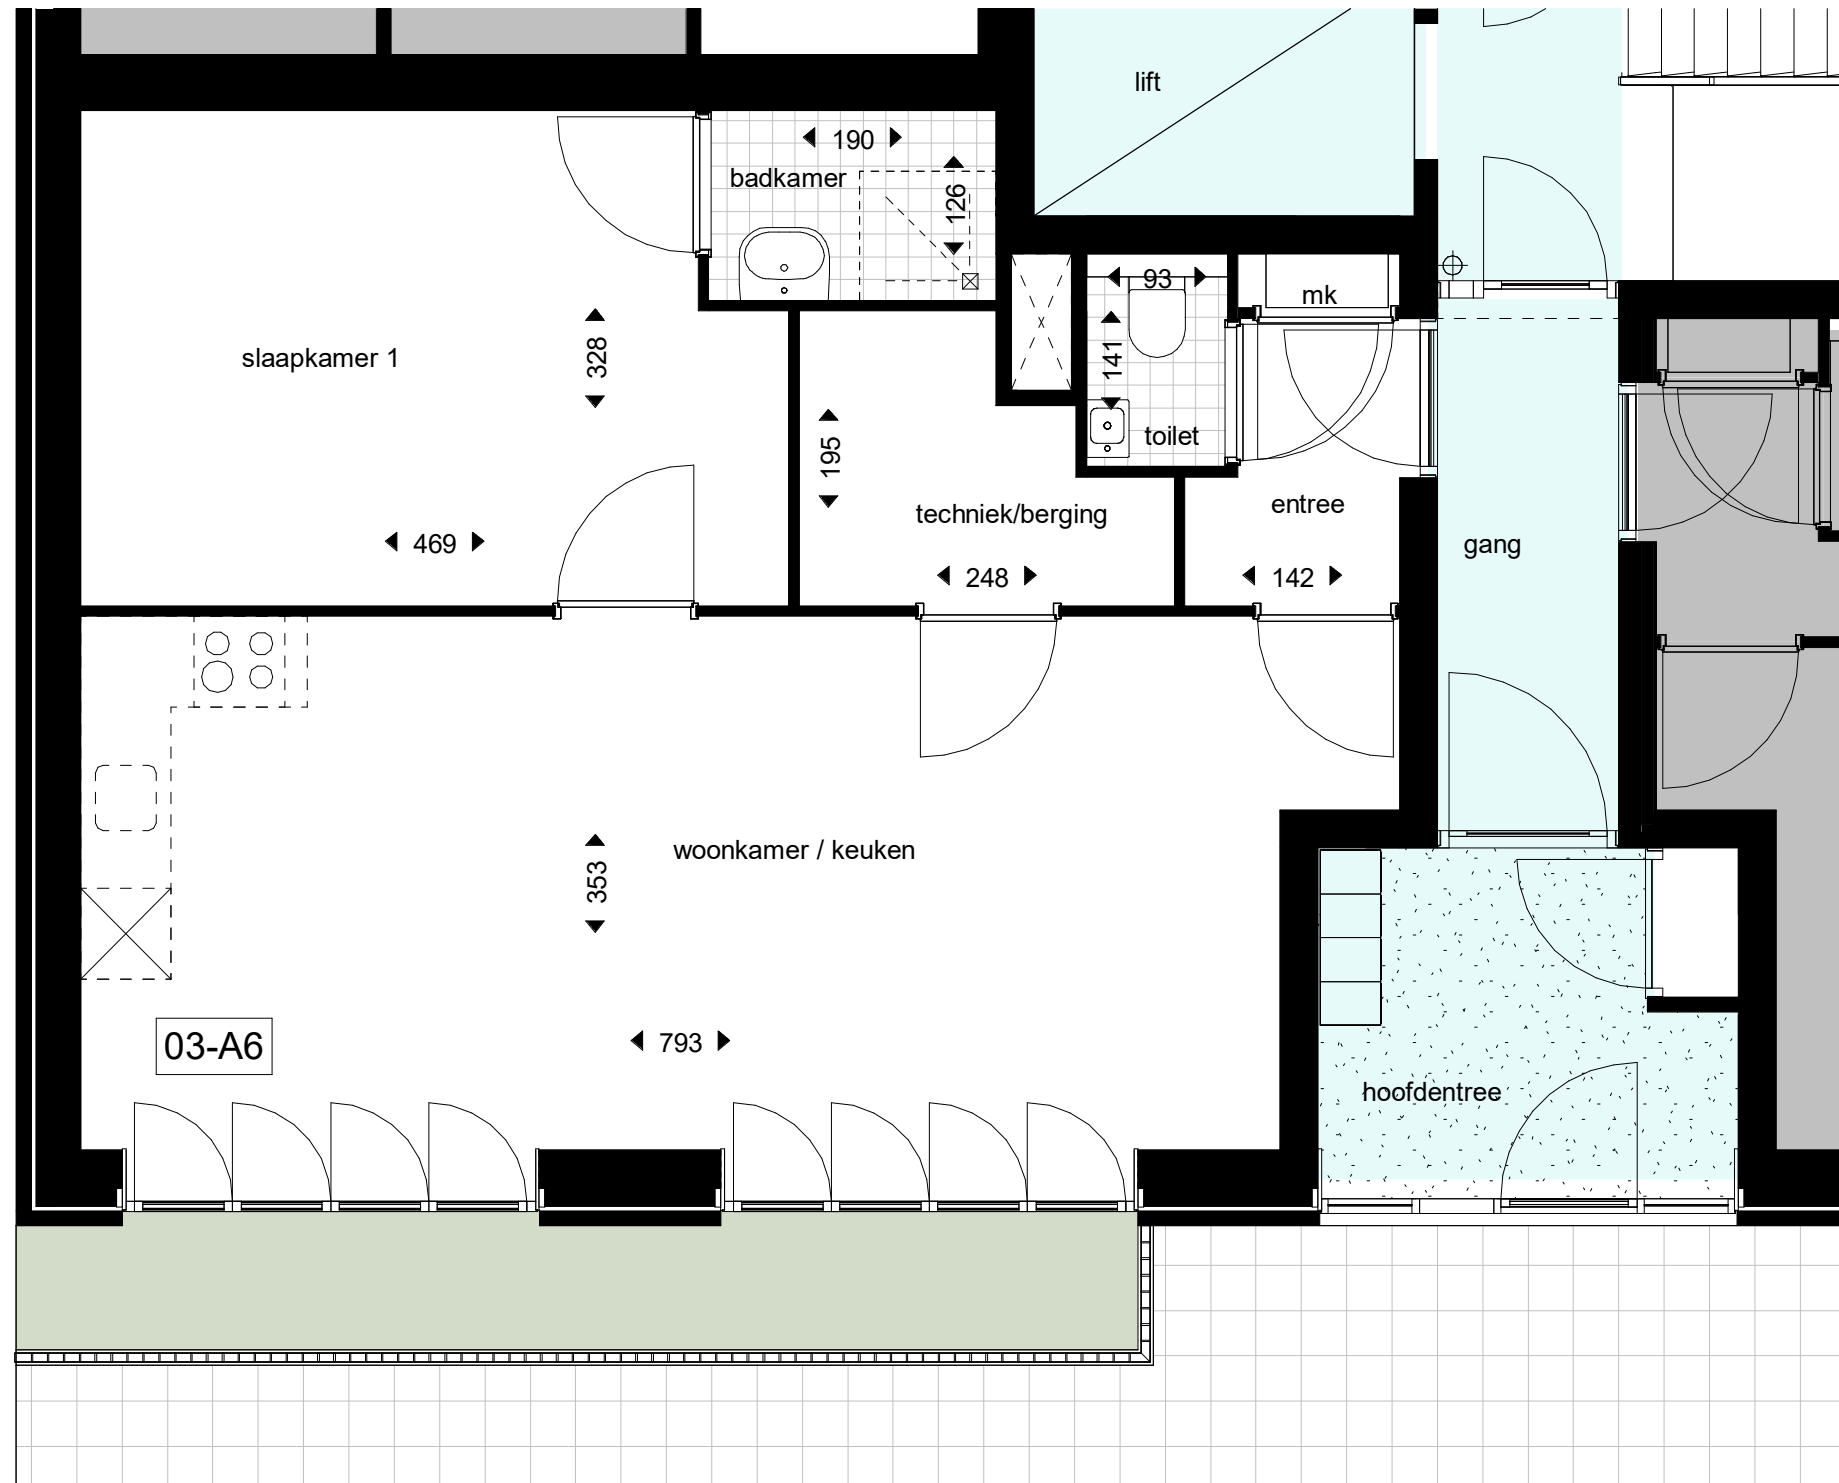 lift
190
badkamer
126
93
mk
slaapkamer 1
328
141
toilet
195
techniek/berging
entree
469
248
142
gang
woonkamer / keuken
353
793
03-A6
hoofdentree